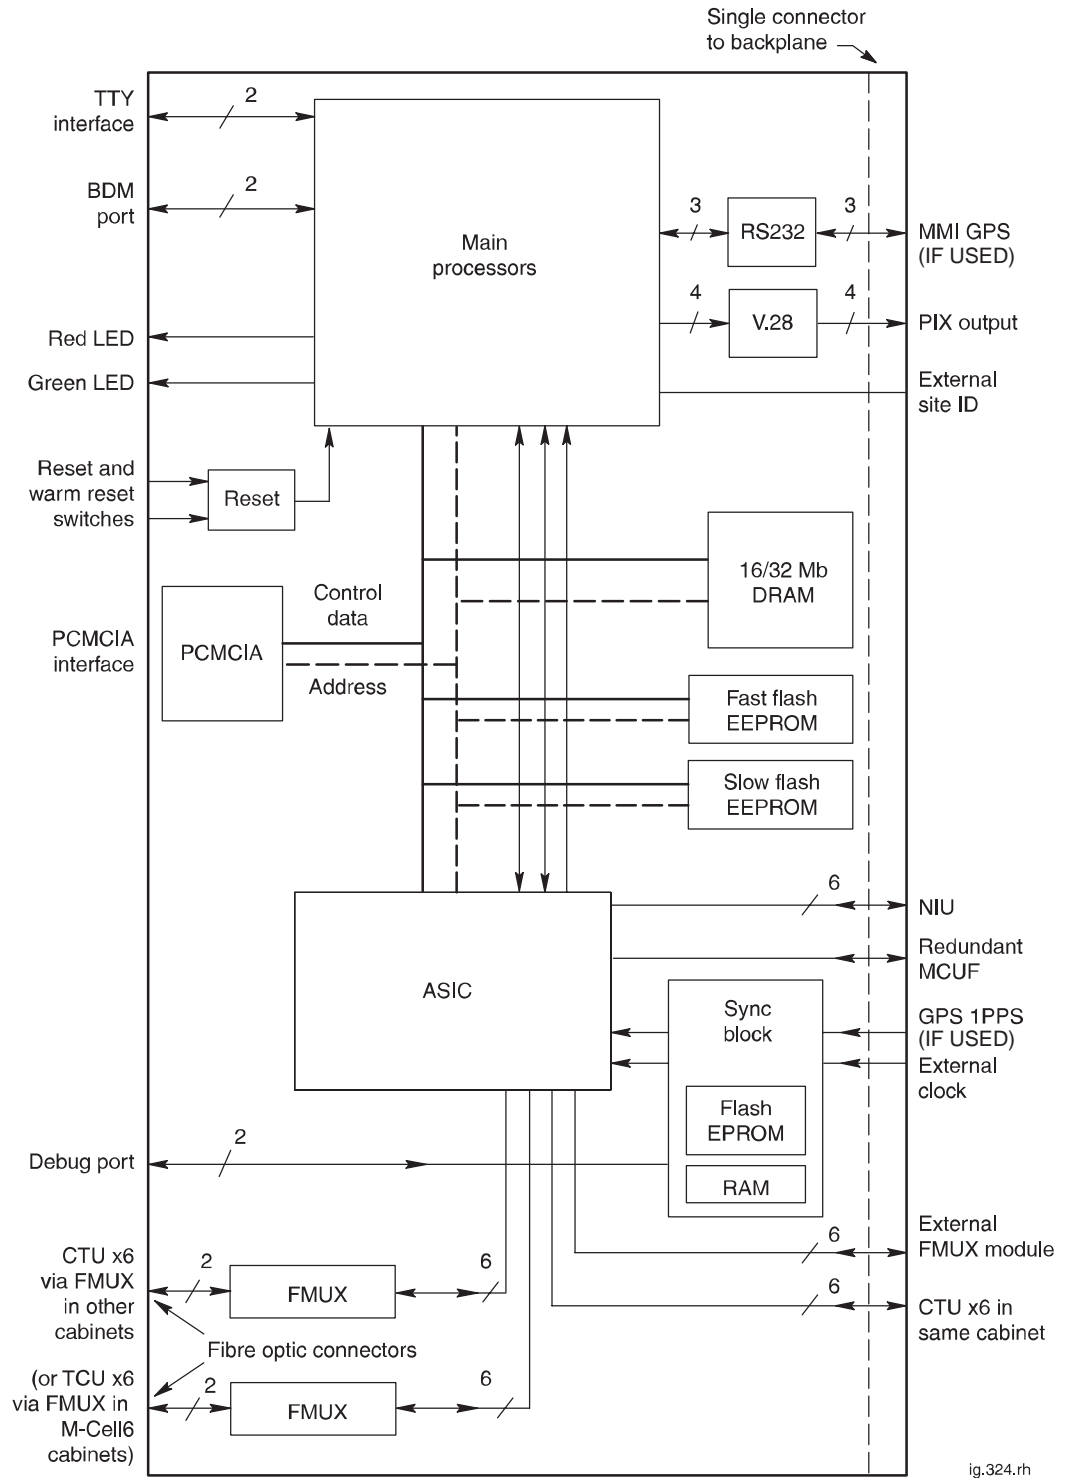 Single connector
to backplane
TTY
interface
2
BDM
port
2
Main
processors
3
RS232
3
MMI GPS
(IF USED)
4
V.28
4
PIX output
Red LED
Green LED
External
site ID
Reset and
warm reset
switches
Reset
16/32 Mb
DRAM
Control
data
PCMCIA
interface
PCMCIA
Address
Fast flash
EEPROM
Slow flash
EEPROM
6
NIU
Redundant
MCUF
ASIC
Sync
block
GPS 1PPS
(IF USED)
External
clock
Flash
EPROM
RAM
Debug port
2
External
FMUX module
6
CTU x6
via FMUX
in other
cabinets
2
FMUX
6
6
CTU x6 in
same cabinet
Fibre optic connectors
(or TCU x6
via FMUX in
M-Cell6
cabinets)
2
FMUX
6
ig.324.rh